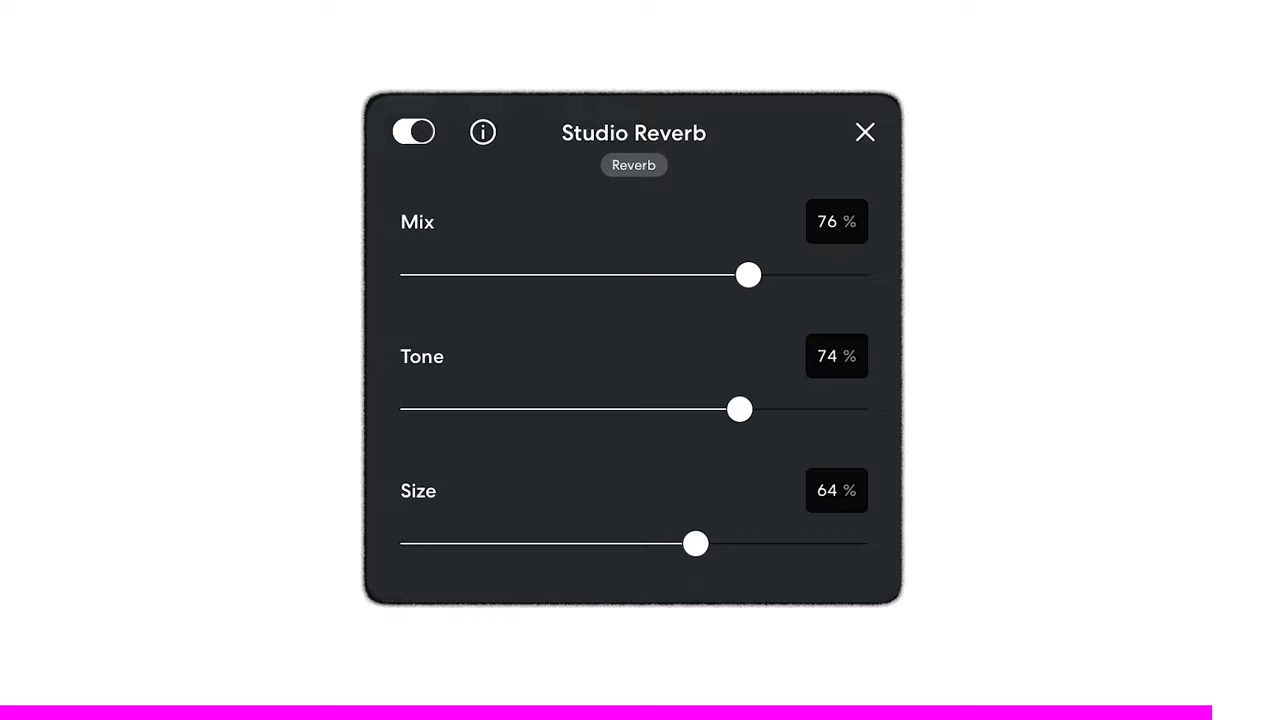 Studio Reverb
Reverb
Mix 76 %
Tone 74 %
Size 64 %